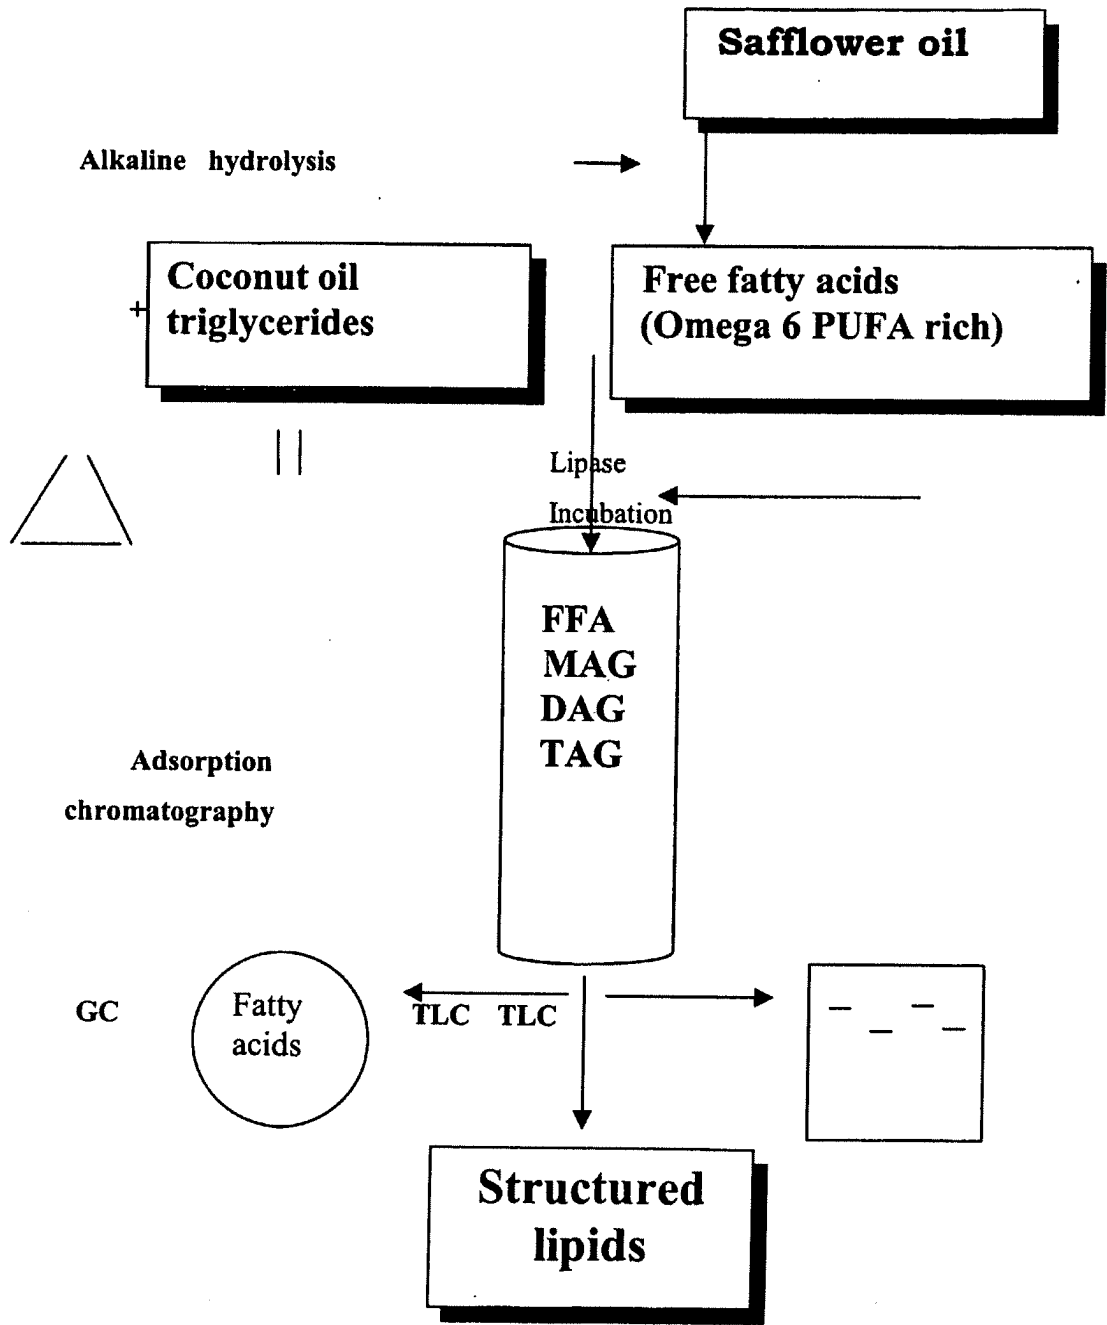 Safflower oil
Alkaline hydrolysis
Coconut oil
triglycerides
+
Free fatty acids
(Omega 6 PUFA rich)
Lipase
Incubation
FFA
MAG
DAG
TAG
Adsorption
chromatography
GC
Fatty
acids
TLC TLC
Structured
lipids